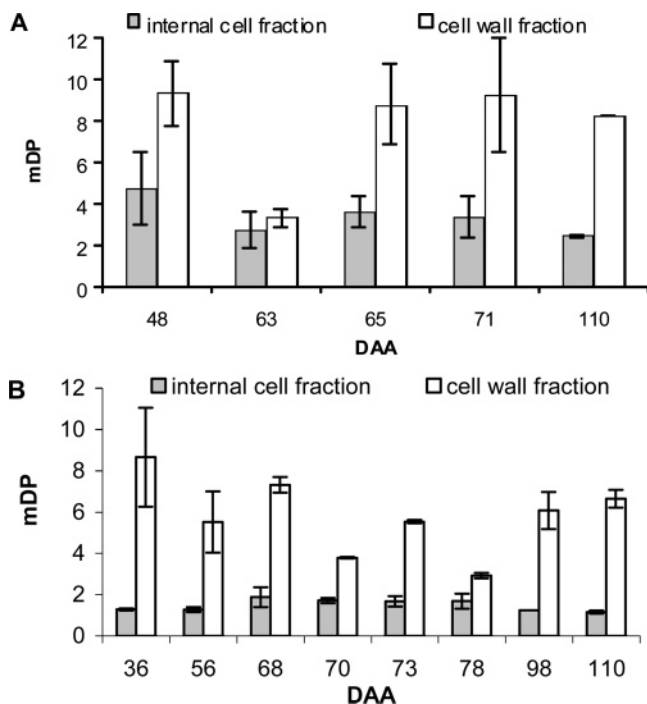 A
internal cell fraction
cell wall fraction
12
10
8
6
4
2
0
mDP
48 63 65 71 110
DAA
B
internal cell fraction
cell wall fraction
12
10
8
6
4
2
0
mDP
36 56 68 70 73 78 98 110
DAA